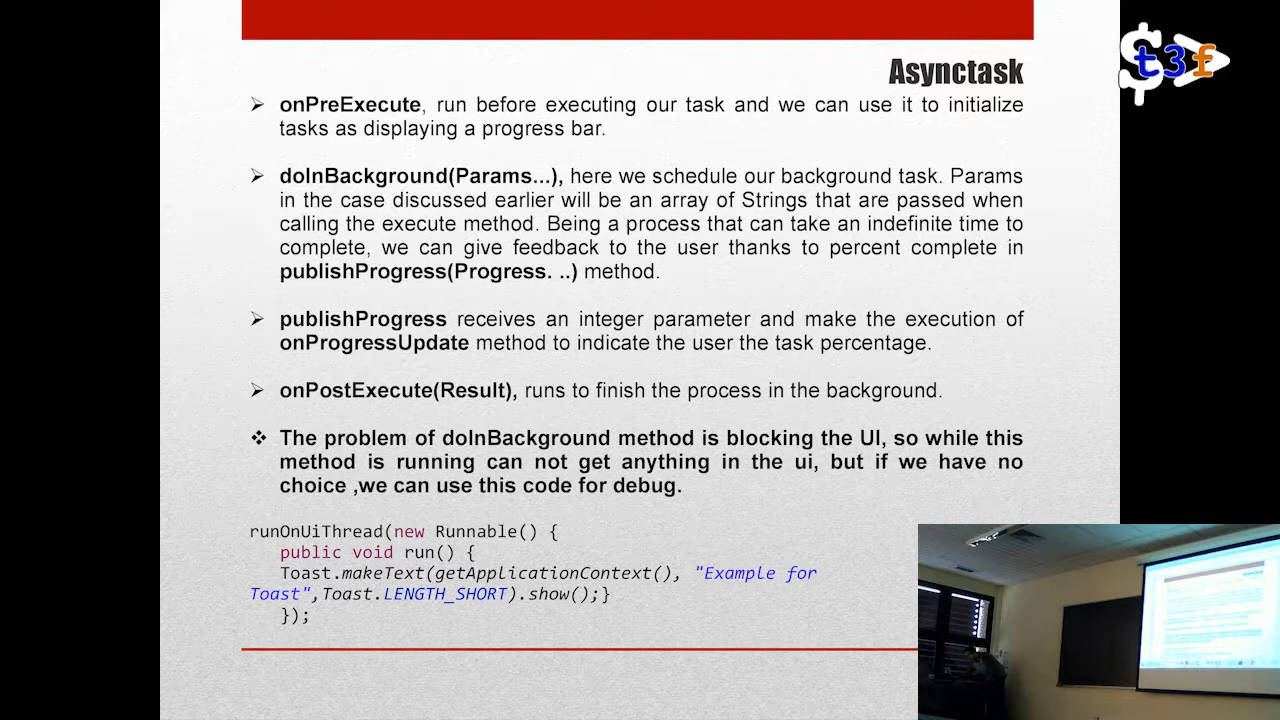 t3f
Asynctask
➢ onPreExecute, run before executing our task and we can use it to initialize
tasks as displaying a progress bar.
➢ doInBackground(Params...), here we schedule our background task. Params
in the case discussed earlier will be an array of Strings that are passed when
calling the execute method. Being a process that can take an indefinite time to
complete, we can give feedback to the user thanks to percent complete in
publishProgress(Progress. ..) method.
➢ publishProgress receives an integer parameter and make the execution of
onProgressUpdate method to indicate the user the task percentage.
➢ onPostExecute(Result), runs to finish the process in the background.
❖ The problem of doInBackground method is blocking the UI, so while this
method is running can not get anything in the ui, but if we have no
choice ,we can use this code for debug.
runOnUiThread(new Runnable() {
public void run() {
Toast.makeText(getApplicationContext(), "Example for
Toast",Toast.LENGTH_SHORT).show();}
});